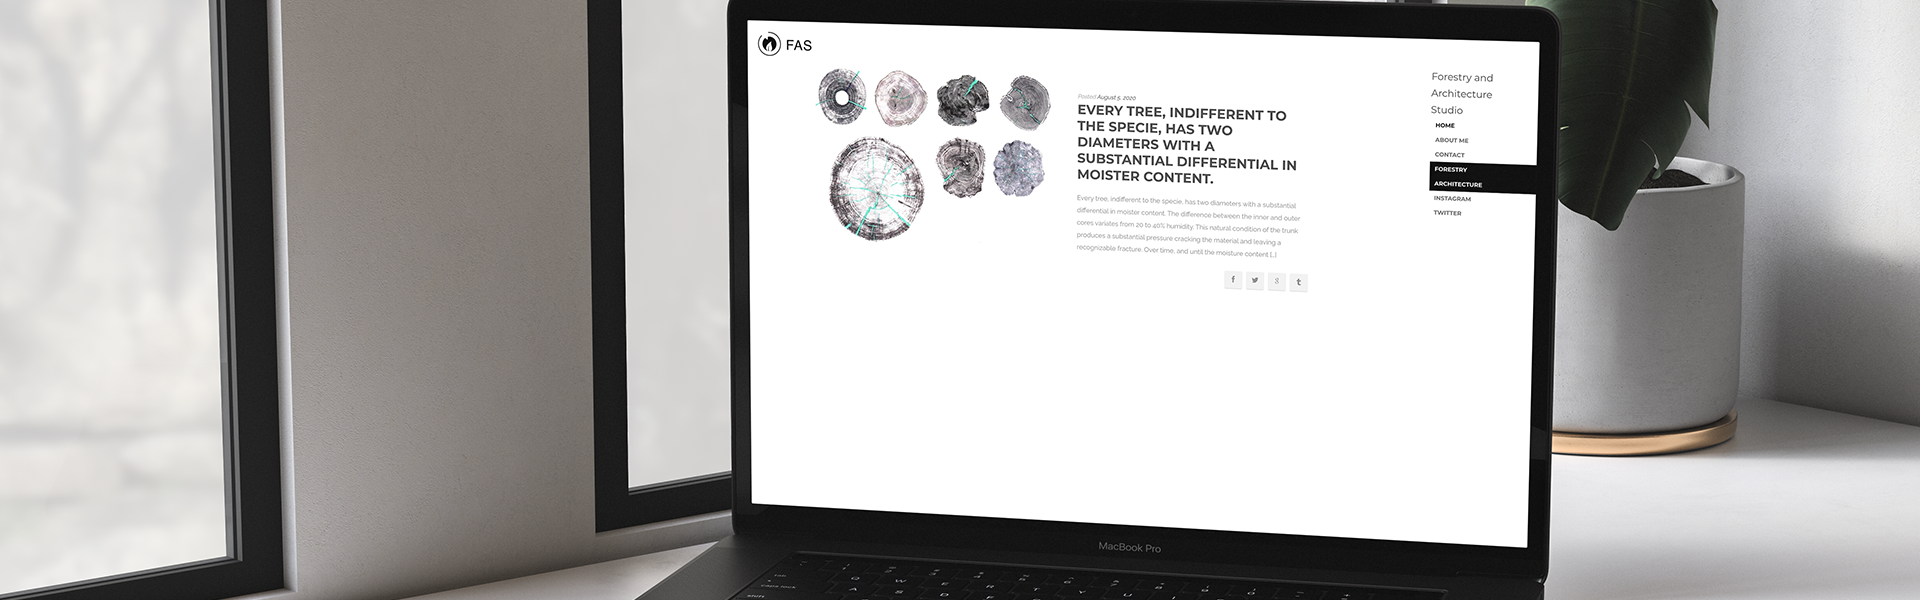 FAS
Posted August 5, 2020
EVERY TREE, INDIFFERENT TO
THE SPECIE, HAS TWO
DIAMETERS WITH A
SUBSTANTIAL DIFFERENTIAL IN
MOISTER CONTENT.
Every tree, indifferent to the specie, has two diameters with a substantial
differential in moister content. The difference between the inner and outer
cores variates from 20 to 40% humidity. This natural condition of the trunk
produces a substantial pressure cracking the material and leaving a
recognizable fracture. Over time, and until the moisture content [...]
f
g
t
Forestry and
Architecture
Studio
HOME
ABOUT ME
CONTACT
FORESTRY
ARCHITECTURE
INSTAGRAM
TWITTER
MacBook Pro
tab
Q W E R T Y U
caps lock
A S D
shift